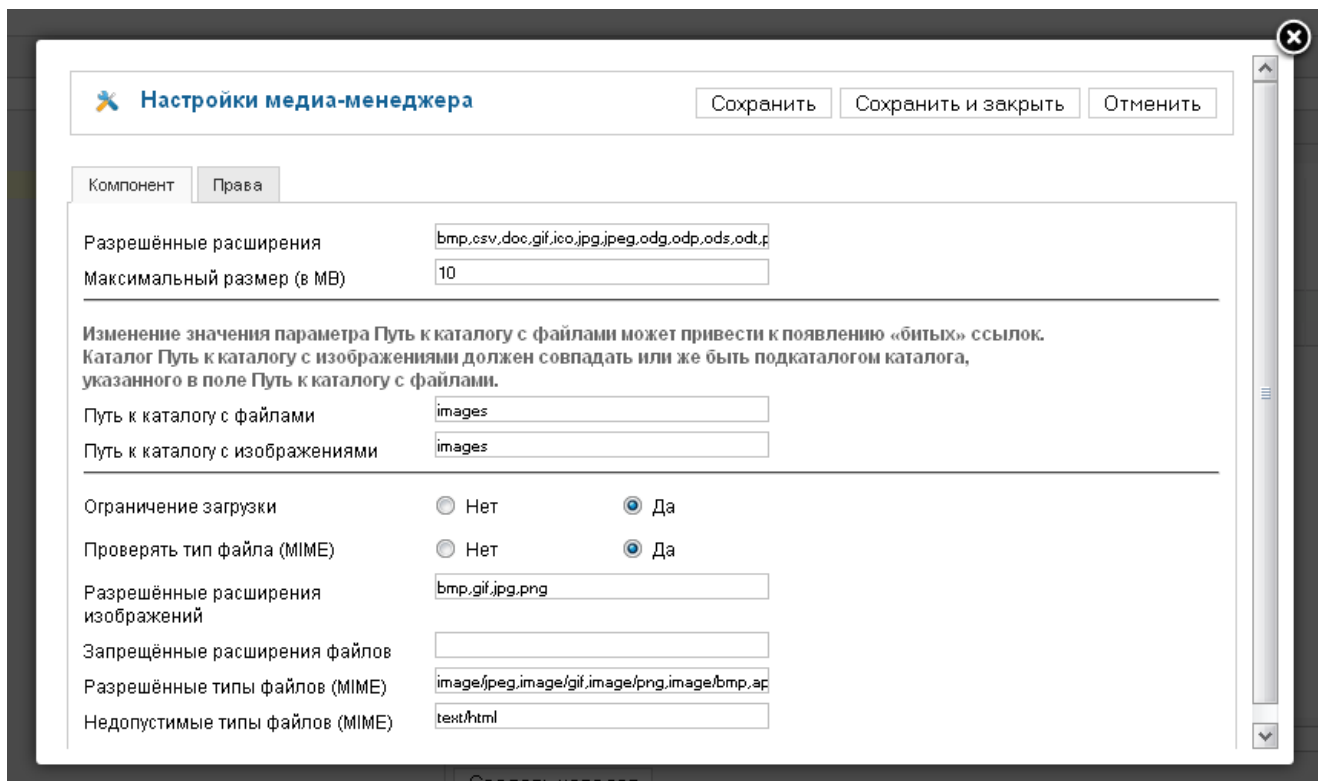 Настройки медиа-менеджера
Сохранить
Сохранить и закрыть
Отменить
Компонент
Права
Разрешённые расширения
bmp,csv,doc,gif,ico,jpg,jpeg,odg,odp,ods,odt,p
Максимальный размер (в MB)
10
Изменение значения параметра Путь к каталогу с файлами может привести к появлению «битых» ссылок.
Каталог Путь к каталогу с изображениями должен совпадать или же быть подкаталогом каталога,
указанного в поле Путь к каталогу с файлами.
Путь к каталогу с файлами
images
Путь к каталогу с изображениями
images
Ограничение загрузки
Нет
Да
Проверять тип файла (MIME)
Нет
Да
Разрешённые расширения
изображений
bmp,gif,jpg,png
Запрещённые расширения файлов
Разрешённые типы файлов (MIME)
image/jpeg,image/gif,image/png,image/bmp,ap
Недопустимые типы файлов (MIME)
text/html